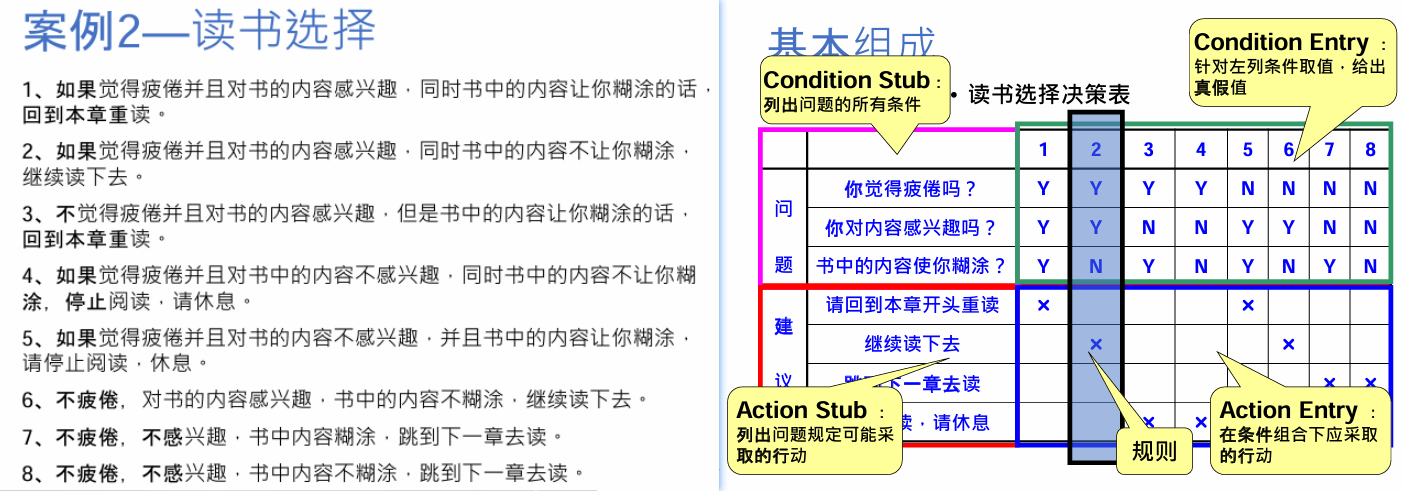 案例2—读书选择
1、如果觉得疲倦并且对书的内容感兴趣，同时书中的内容让你糊涂的话，
回到本章重读。
2、如果觉得疲倦并且对书的内容感兴趣，同时书中的内容不让你糊涂，
继续读下去。
3、不觉得疲倦并且对书的内容感兴趣，但是书中的内容让你糊涂的话，
回到本章重读。
4、如果觉得疲倦并且对书中的内容不感兴趣，同时书中的内容不让你糊
涂，停止阅读，请休息。
5、如果觉得疲倦并且对书的内容不感兴趣，并且书中的内容让你糊涂，
请停止阅读，休息。
6、不疲倦，对书的内容感兴趣，书中的内容不糊涂，继续读下去。
7、不疲倦，不感兴趣，书中内容糊涂，跳到下一章去读。
8、不疲倦，不感兴趣，书中内容不糊涂，跳到下一章去读。
基本组成
Condition Stub：
列出问题的所有条件
• 读书选择决策表
Condition Entry：
针对左列条件取值，给出
真假值
1 2 3 4 5 6 7 8
问题
你觉得疲倦吗？ Y Y Y Y N N N N
你对内容感兴趣吗？ Y Y N N Y Y N N
书中的内容使你糊涂？ Y N Y N Y N Y N
建议
请回到本章开头重读 × ×
继续读下去 × ×
跳到下一章去读 × ×
读，请休息 × ×
Action Stub：
列出问题规定可能采
取的行动
规则
Action Entry：
在条件组合下应采取
的行动